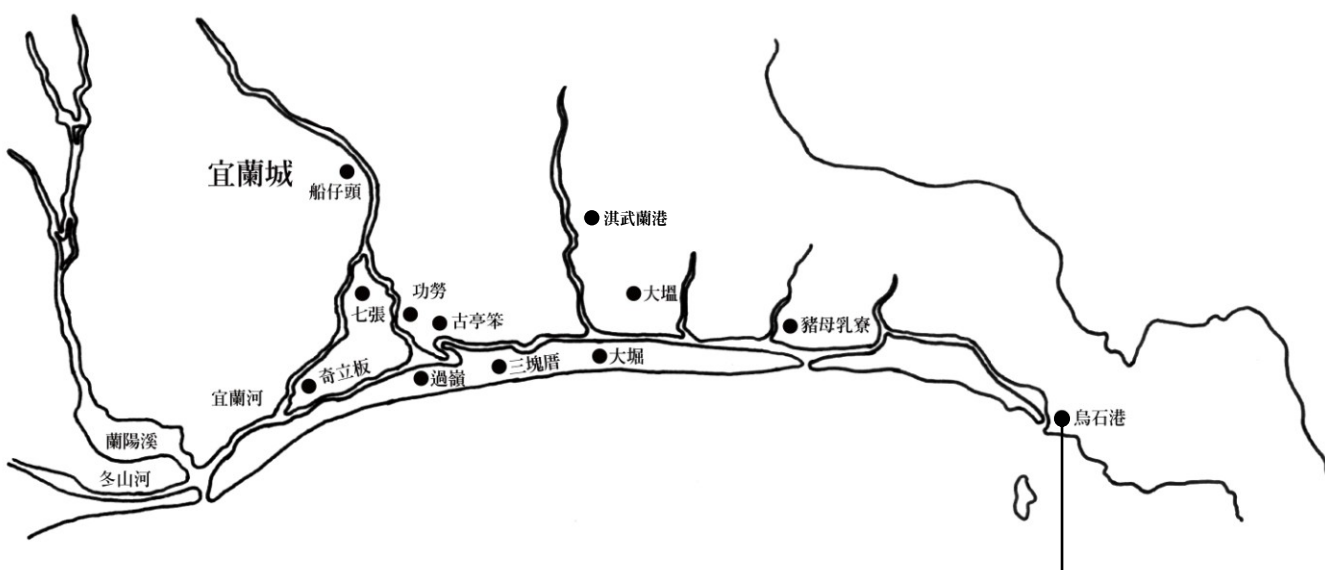 宜蘭城
船仔頭
淇武蘭港
功勞
七張
大塭
古亭笨
豬母乳寮
三塊厝
大堀
奇立板
過嶺
宜蘭河
烏石港
蘭陽溪
冬山河